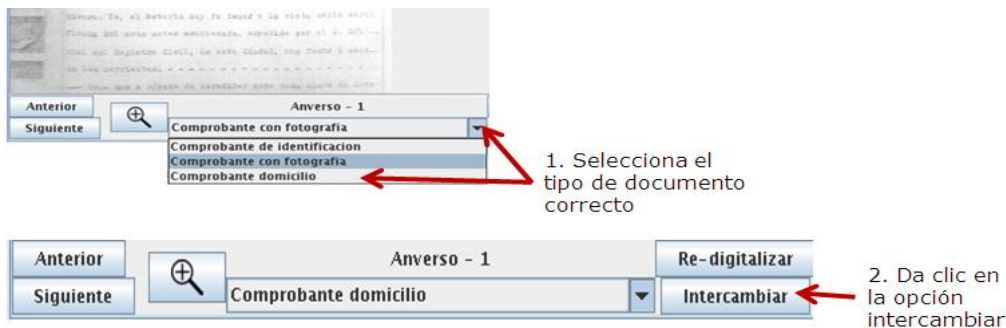 Anterior
Anverso - 1
Siguiente
Comprobante con fotografía
Comprobante de identificacion
Comprobante con fotografía
Comprobante domicilio
1. Selecciona el
tipo de documento
correcto
Anterior
Anverso - 1
Re-digitalizar
Siguiente
Comprobante domicilio
Intercambiar
2. Da clic en
la opción
intercambiar